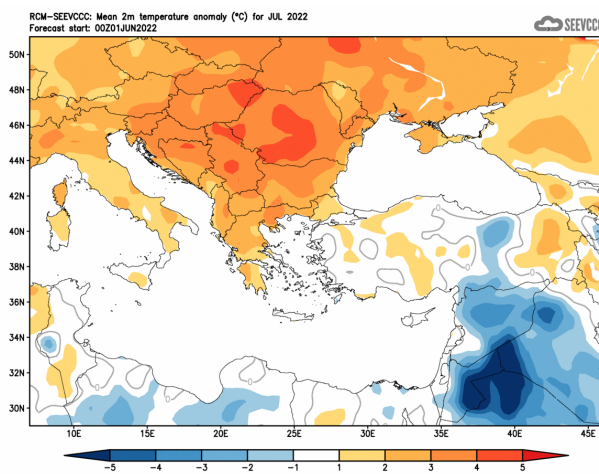 RCM-SEEVCCC: Mean 2m temperature anomaly (°C) for JUL 2022
Forecast start: 00Z01JUN2022
SEEVCCC
50N
48N
46N
44N
42N
40N
38N
36N
34N
32N
30N
10E 15E 20E 25E 30E 35E 40E 45E
-5 -4 -3 -2 -1 1 2 3 4 5